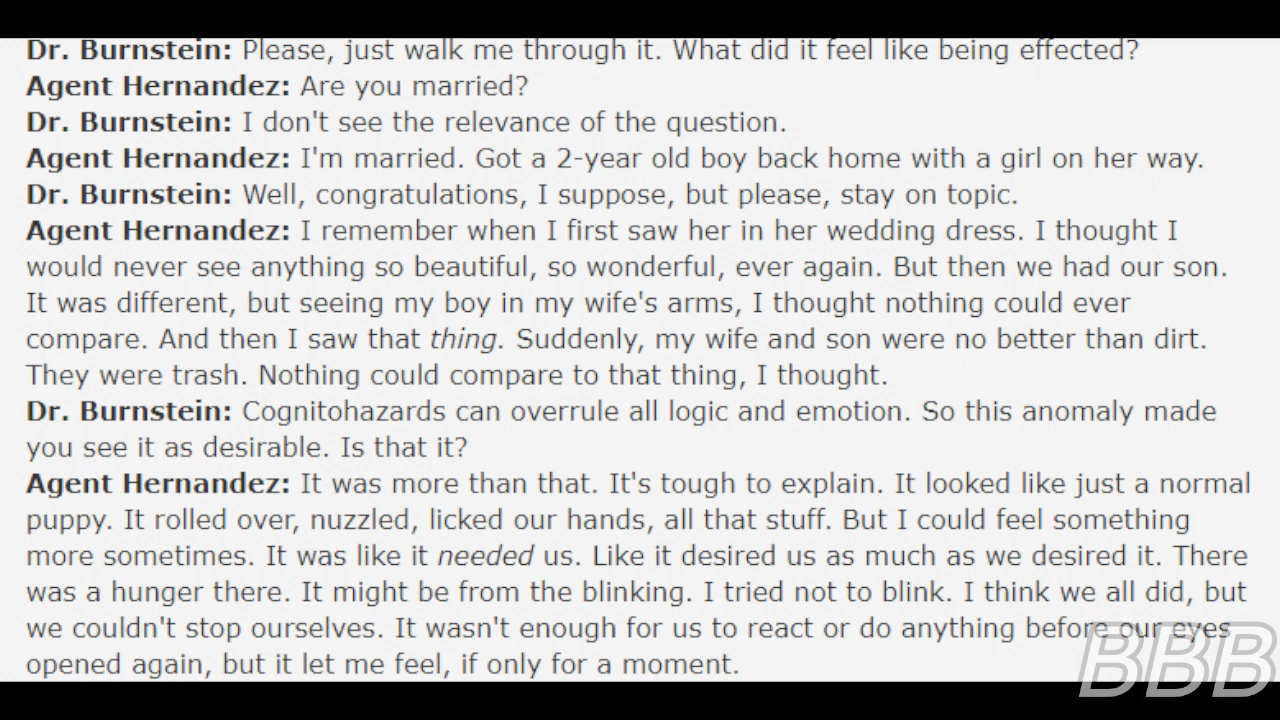 Dr. Burnstein: Please, just walk me through it. What did it feel like being effected?
Agent Hernandez: Are you married?
Dr. Burnstein: I don't see the relevance of the question.
Agent Hernandez: I'm married. Got a 2-year old boy back home with a girl on her way.
Dr. Burnstein: Well, congratulations, I suppose, but please, stay on topic.
Agent Hernandez: I remember when I first saw her in her wedding dress. I thought I
would never see anything so beautiful, so wonderful, ever again. But then we had our son.
It was different, but seeing my boy in my wife's arms, I thought nothing could ever
compare. And then I saw that thing. Suddenly, my wife and son were no better than dirt.
They were trash. Nothing could compare to that thing, I thought.
Dr. Burnstein: Cognitohazards can overrule all logic and emotion. So this anomaly made
you see it as desirable. Is that it?
Agent Hernandez: It was more than that. It's tough to explain. It looked like just a normal
puppy. It rolled over, nuzzled, licked our hands, all that stuff. But I could feel something
more sometimes. It was like it needed us. Like it desired us as much as we desired it. There
was a hunger there. It might be from the blinking. I tried not to blink. I think we all did, but
we couldn't stop ourselves. It wasn't enough for us to react or do anything before our eyes
opened again, but it let me feel, if only for a moment.
BBB